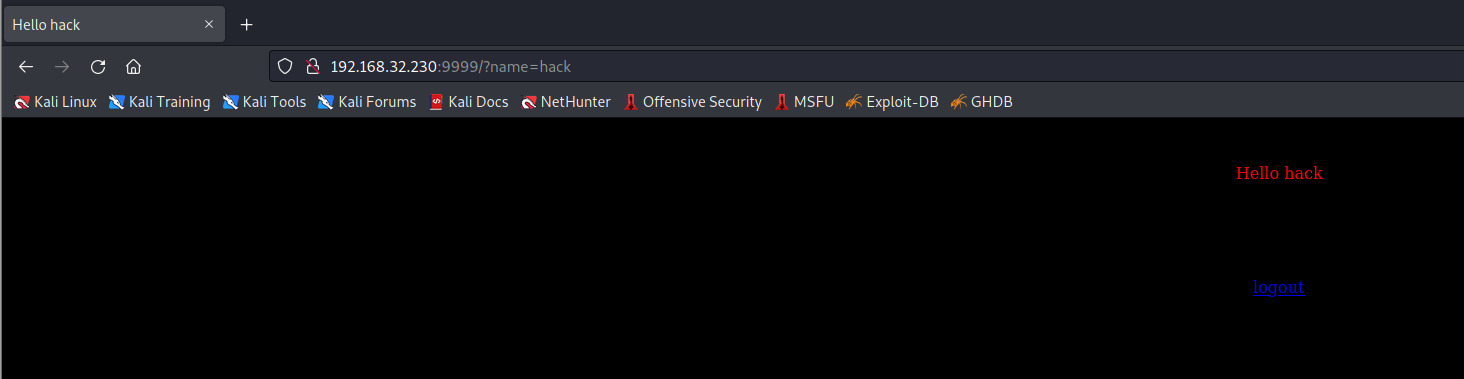 Hello hack
192.168.32.230:9999/?name=hack
Kali Linux Kali Training Kali Tools Kali Forums Kali Docs NetHunter Offensive Security MSFU Exploit-DB GHDB
Hello hack
logout